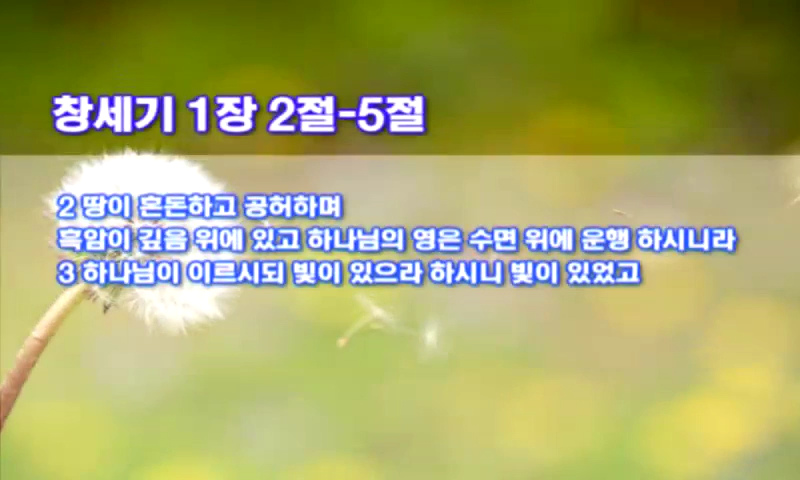 창세기 1장 2절-5절
2 땅이 혼돈하고 공허하며
흑암이 깊음 위에 있고 하나님의 영은 수면 위에 운행 하시니라
3 하나님이 이르시되 빛이 있으라 하시니 빛이 있었고